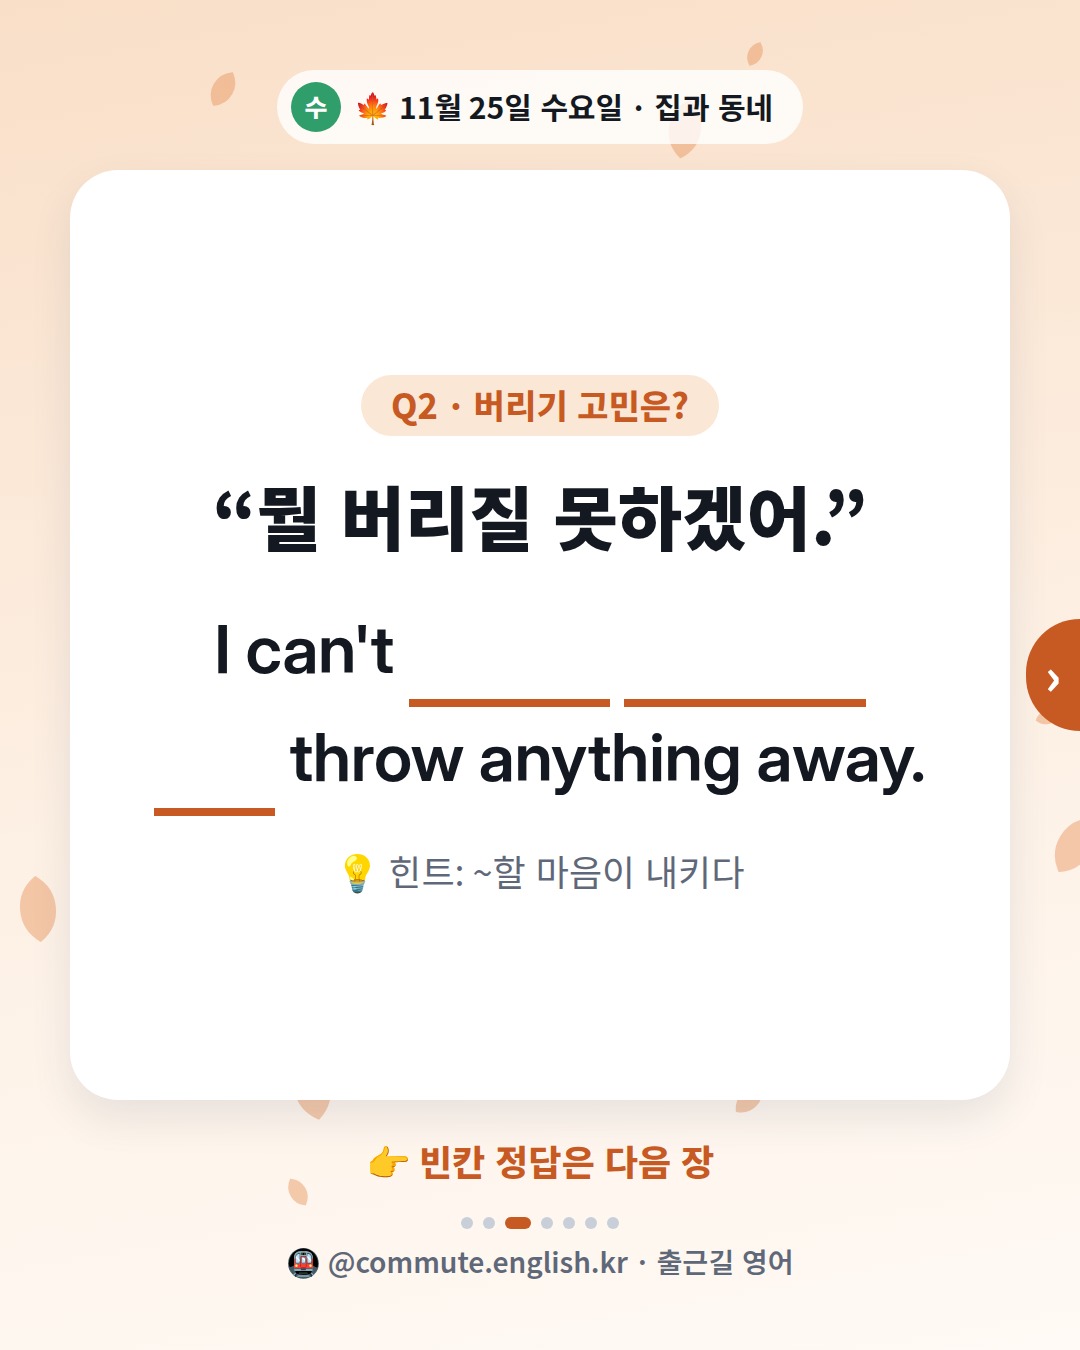 수 🍁 11월 25일 수요일 · 집과 동네
Q2 · 버리기 고민은?
“뭘 버리질 못하겠어.”
I can't ____ ____
____ throw anything away.
💡 힌트: ~할 마음이 내키다
👉 빈칸 정답은 다음 장
@commute.english.kr · 출근길 영어